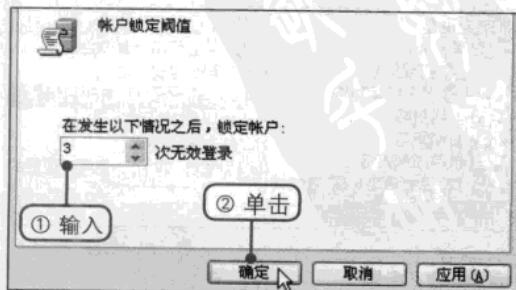 帐户锁定阈值
在发生以下情况之后，锁定帐户：
3 次无效登录
① 输入
② 单击
确定 取消 应用(A)